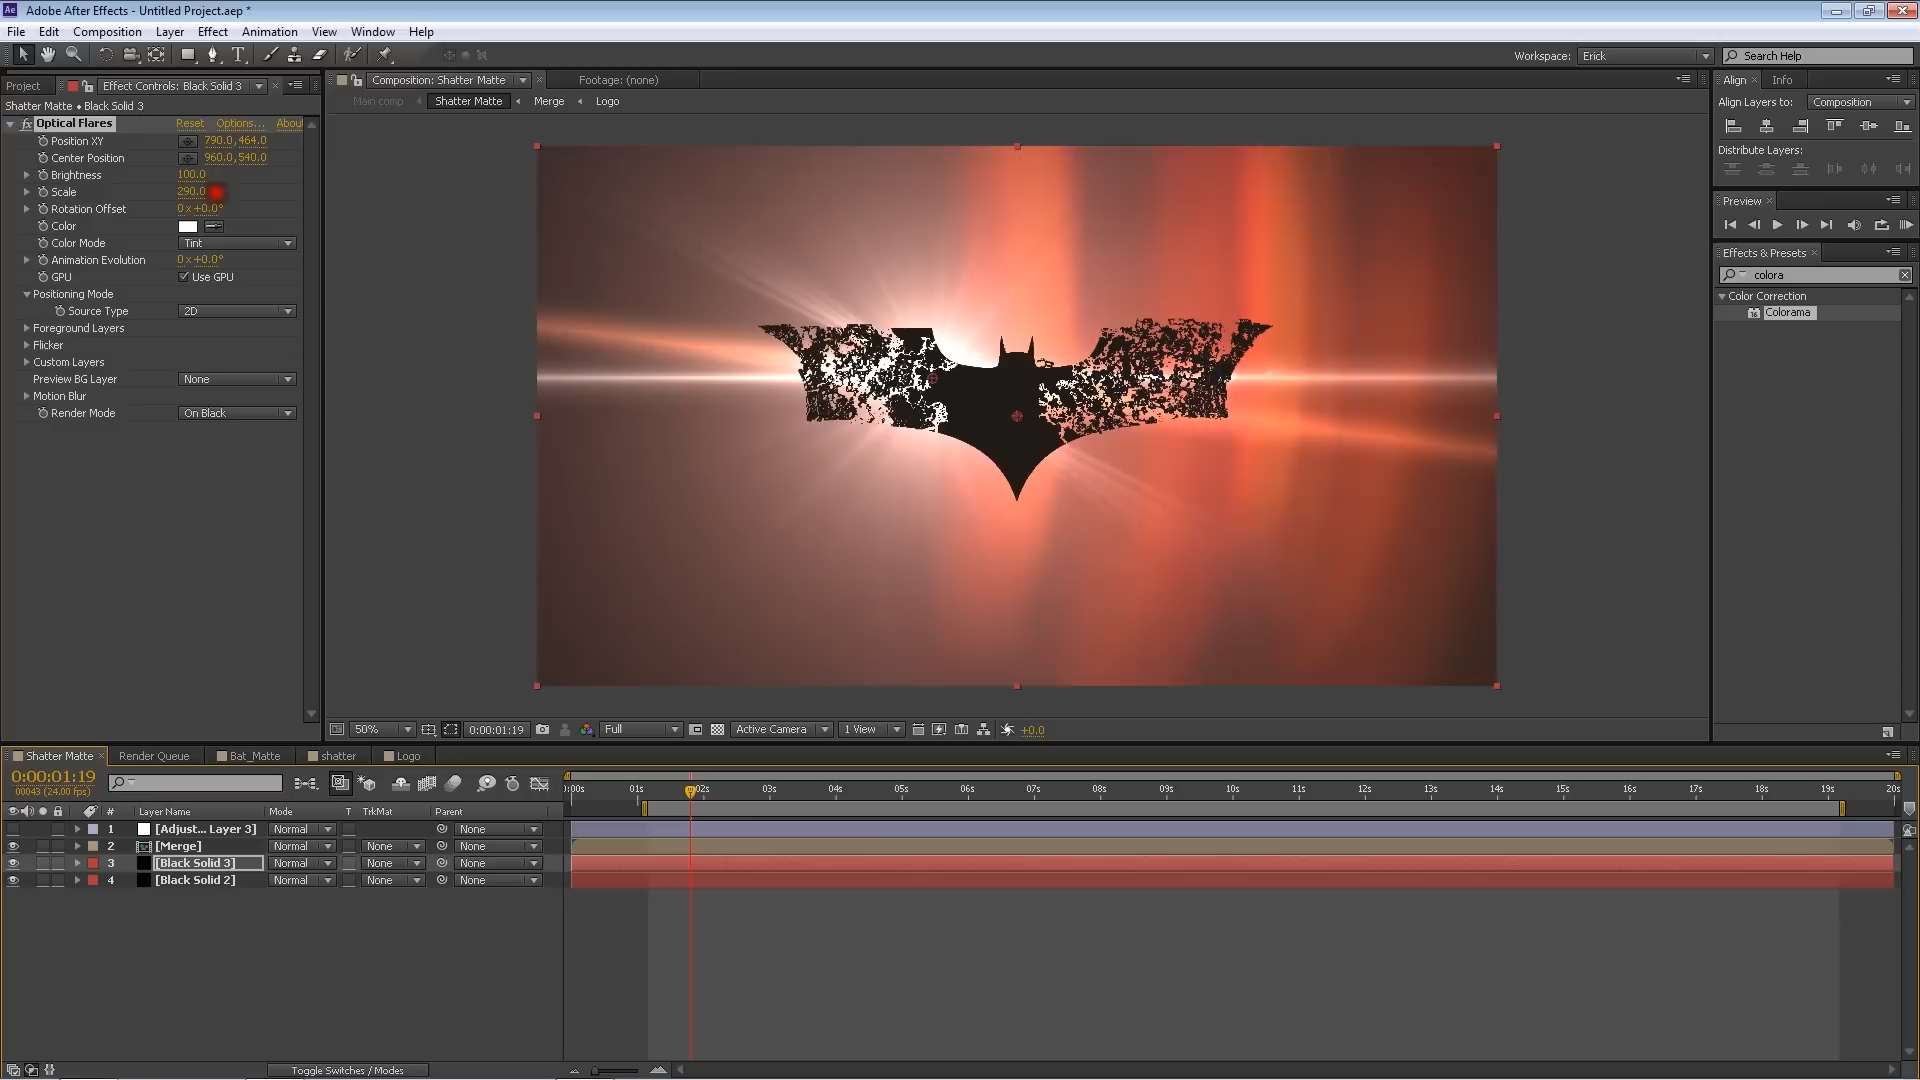 Adobe After Effects - Untitled Project.aep *
File Edit Composition Layer Effect Animation View Window Help
Workspace: Erick Search Help
Project Effect Controls: Black Solid 3 Composition: Shatter Matte Footage: (none) Align Info
Shatter Matte • Black Solid 3 Main comp Shatter Matte Merge Logo Align Layers to: Composition
Optical Flares Reset Options... Abou
Position XY 790.0, 464.0
Center Position 960.0, 540.0
Brightness 100.0
Scale 290.0
Rotation Offset 0x+0.0°
Color
Color Mode Tint
Animation Evolution 0x+0.0°
GPU Use GPU
Positioning Mode
Source Type 2D
Foreground Layers
Flicker
Custom Layers
Preview BG Layer None
Motion Blur
Render Mode On Black
Distribute Layers:
Preview
Effects & Presets
colora
Color Correction
16 Colorama
50% 0:00:01:19 Full Active Camera 1 View +0.0
Shatter Matte Render Queue Bat_Matte shatter Logo
0:00:01:19
00043 (24.00 fps)
):00s 01s 02s 03s 04s 05s 06s 07s 08s 09s 10s 11s 12s 13s 14s 15s 16s 17s 18s 19s 20s
# Layer Name Mode T TrkMat Parent
1 [Adjust... Layer 3] Normal None
2 [Merge] Normal None None
3 [Black Solid 3] Normal None None
4 [Black Solid 2] Normal None None
Toggle Switches / Modes